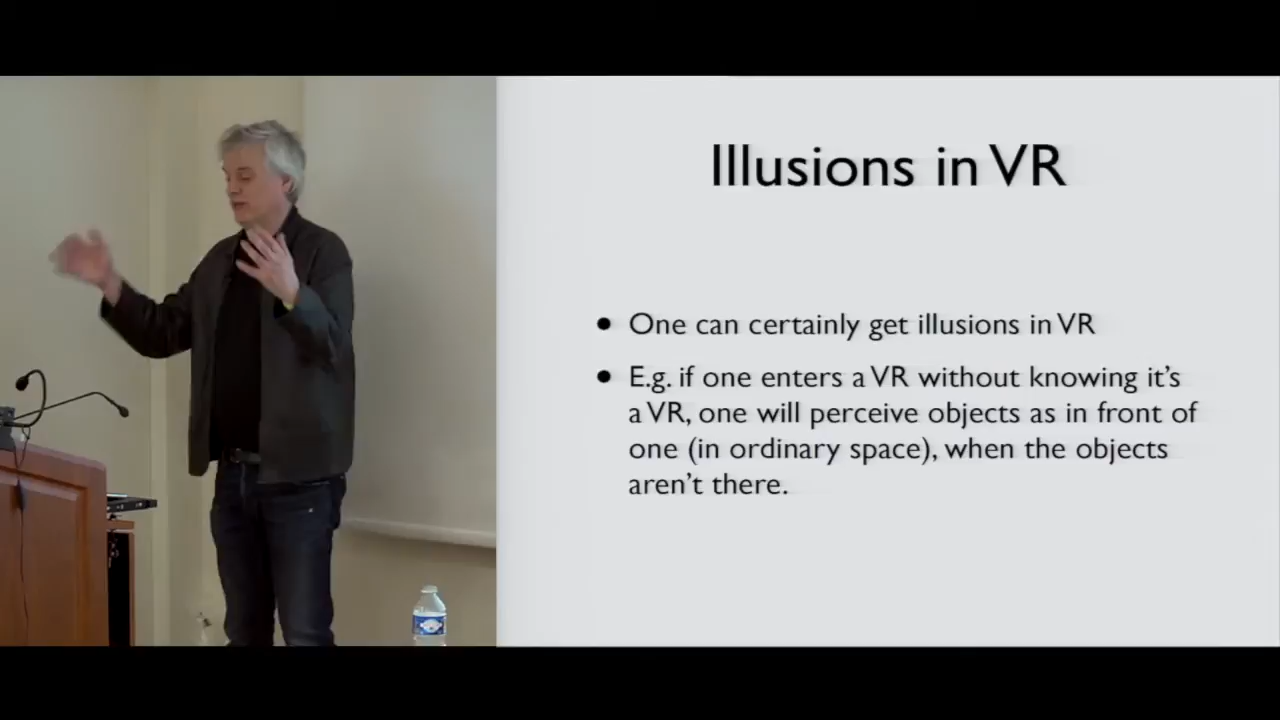 Illusions in VR
• One can certainly get illusions in VR
• E.g. if one enters a VR without knowing it's
a VR, one will perceive objects as in front of
one (in ordinary space), when the objects
aren't there.